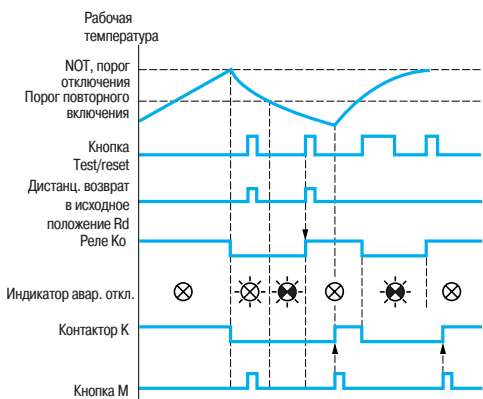 Рабочая
температура
NOT, порог
отключения
Порог повторного
включения
Кнопка
Test/reset
Дистанц. возврат
в исходное
положение Rd
Реле Ко
Индикатор авар. откл.
Контактор К
Кнопка М